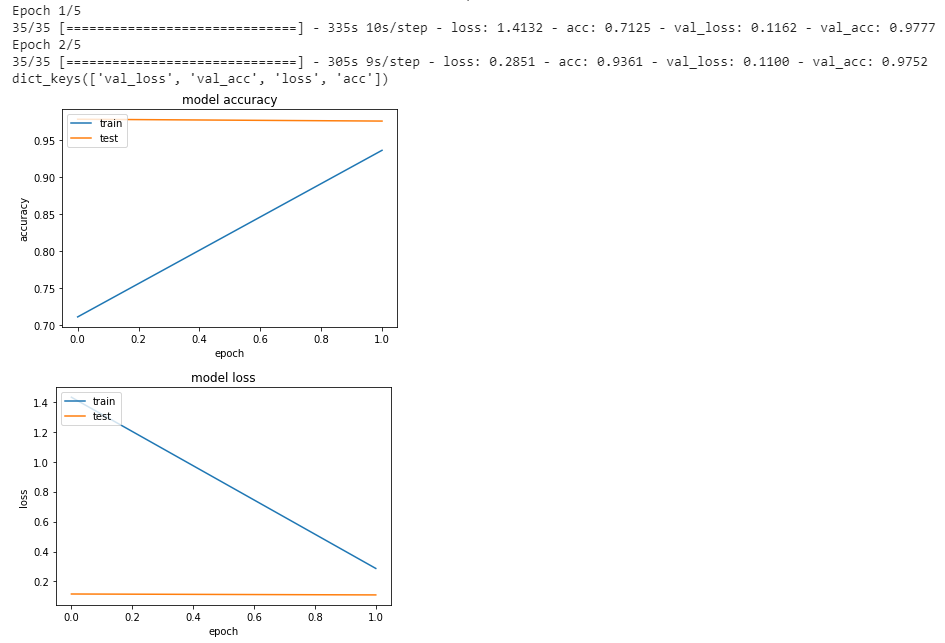 Epoch 1/5
35/35 [==============================] - 335s 10s/step - loss: 1.4132 - acc: 0.7125 - val_loss: 0.1162 - val_acc: 0.9777
Epoch 2/5
35/35 [==============================] - 305s 9s/step - loss: 0.2851 - acc: 0.9361 - val_loss: 0.1100 - val_acc: 0.9752
dict_keys(['val_loss', 'val_acc', 'loss', 'acc'])
model accuracy
train
test
0.95
0.90
0.85
0.80
0.75
0.70
accuracy
0.0 0.2 0.4 0.6 0.8 1.0
epoch
model loss
train
test
1.4
1.2
1.0
0.8
0.6
0.4
0.2
loss
0.0 0.2 0.4 0.6 0.8 1.0
epoch